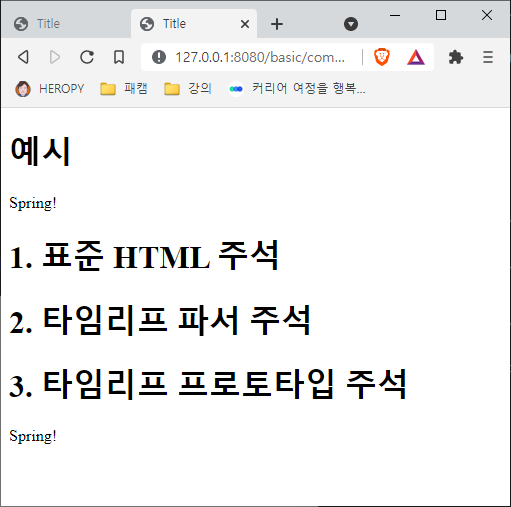 Title
Title
127.0.0.1:8080/basic/com...
HEROPY 패캠 강의 커리어 여정을 행복...
예시
Spring!
1. 표준 HTML 주석
2. 타임리프 파서 주석
3. 타임리프 프로토타입 주석
Spring!